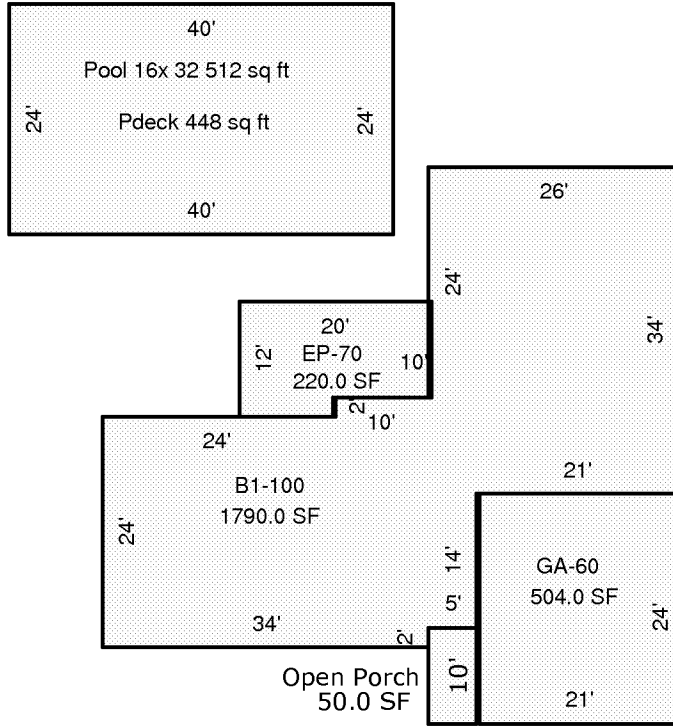 40'
Pool 16x 32 512 sq ft
24'
Pdeck 448 sq ft
24'
40'
26'
24'
34'
20'
12'
EP-70
10'
220.0 SF
2'
10'
24'
21'
B1-100
1790.0 SF
24'
14'
GA-60
504.0 SF
5'
24'
34'
2'
Open Porch
50.0 SF
10'
21'